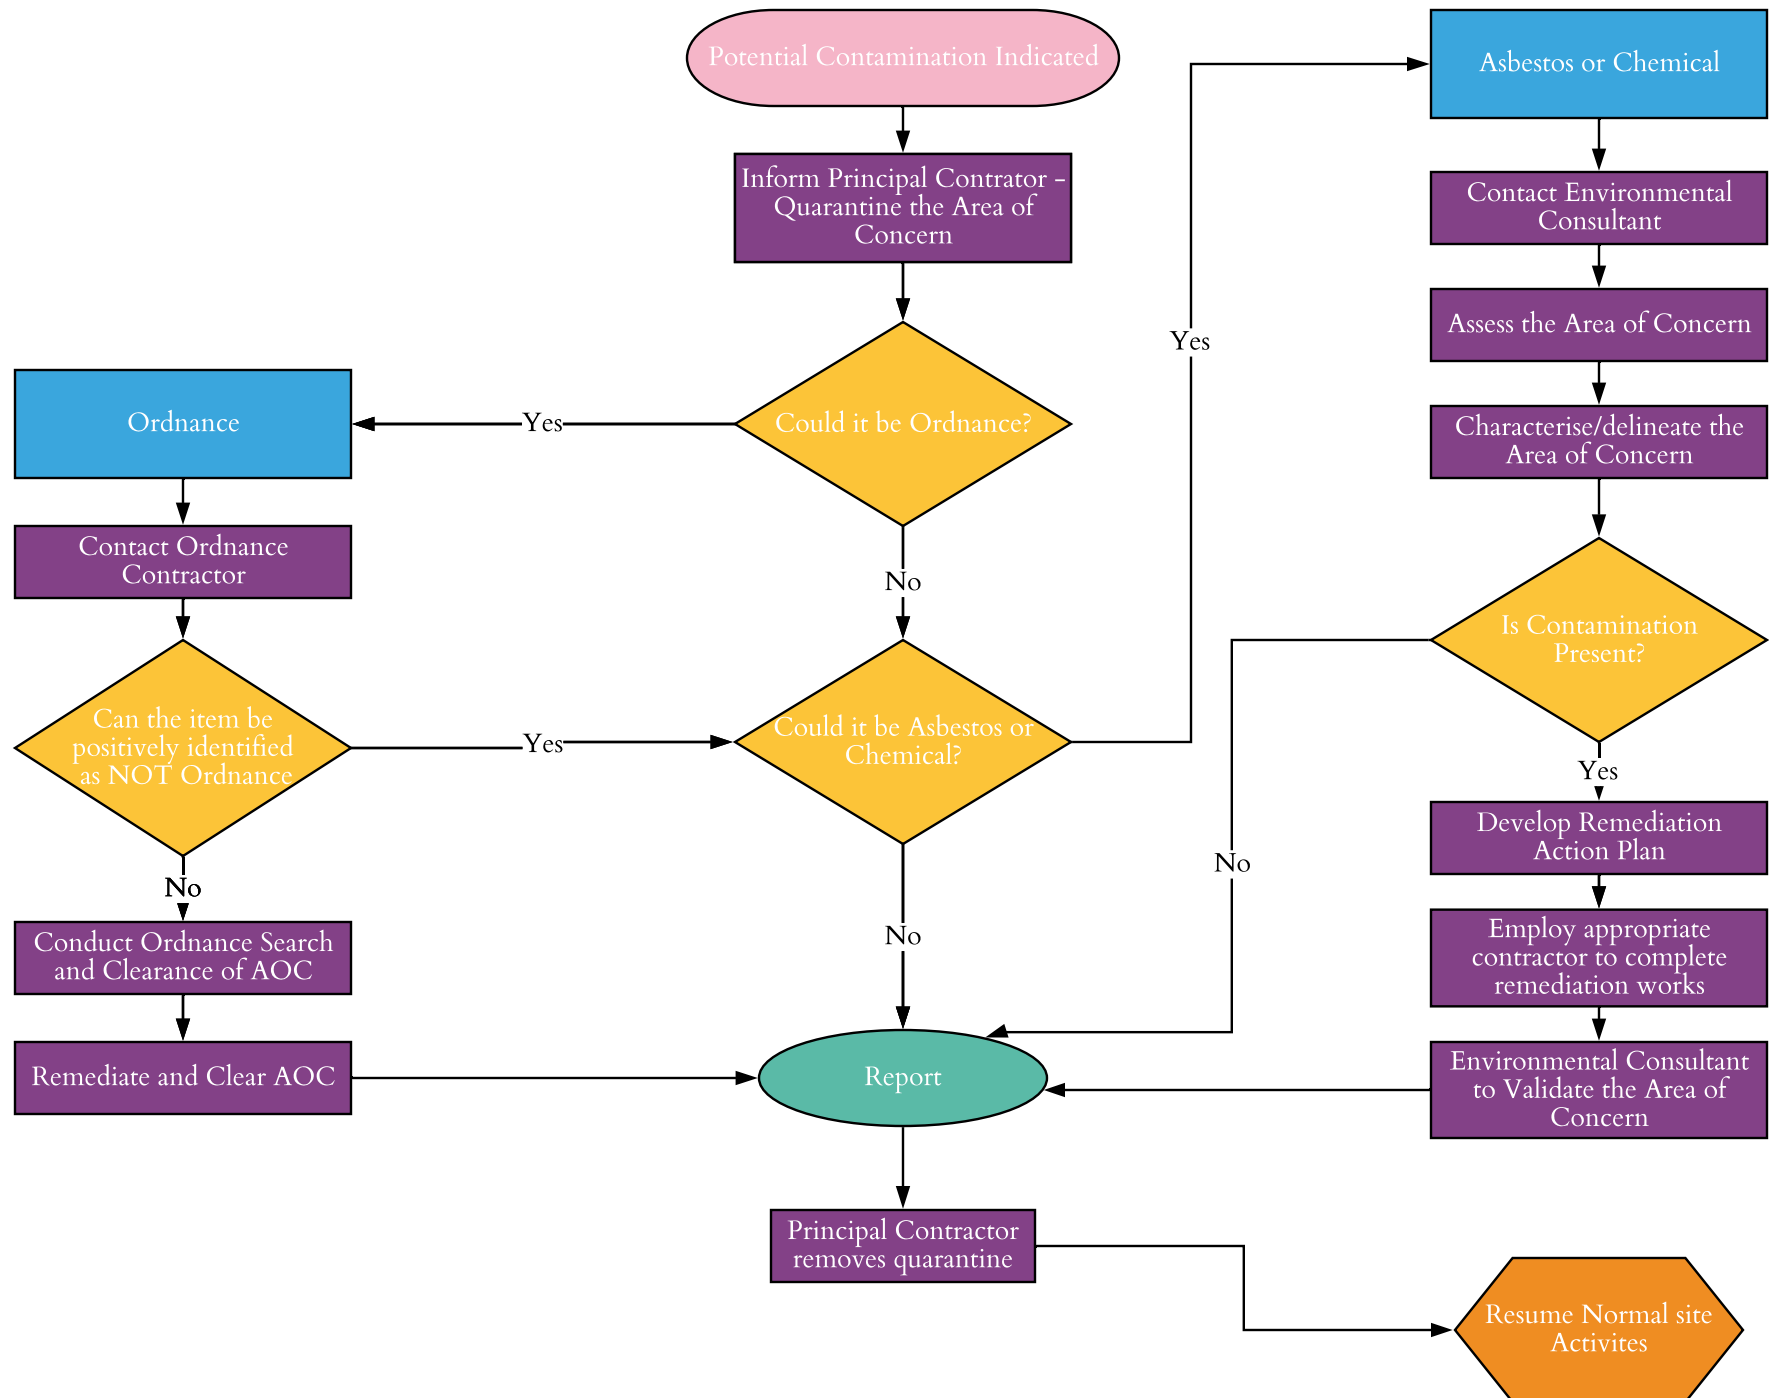 Potential Contamination Indicated
Inform Principal Contrator -
Quarantine the Area of
Concern
Could it be Ordnance?
Yes
Ordnance
Contact Ordnance
Contractor
Can the item be
positively identified
as NOT Ordnance
Yes
No
Conduct Ordnance Search
and Clearance of AOC
Remediate and Clear AOC
No
Could it be Asbestos or
Chemical?
Yes
No
Asbestos or Chemical
Contact Environmental
Consultant
Assess the Area of Concern
Characterise/delineate the
Area of Concern
Is Contamination
Present?
No
Yes
Develop Remediation
Action Plan
Employ appropriate
contractor to complete
remediation works
Environmental Consultant
to Validate the Area of
Concern
Report
Principal Contractor
removes quarantine
Resume Normal site
Activites